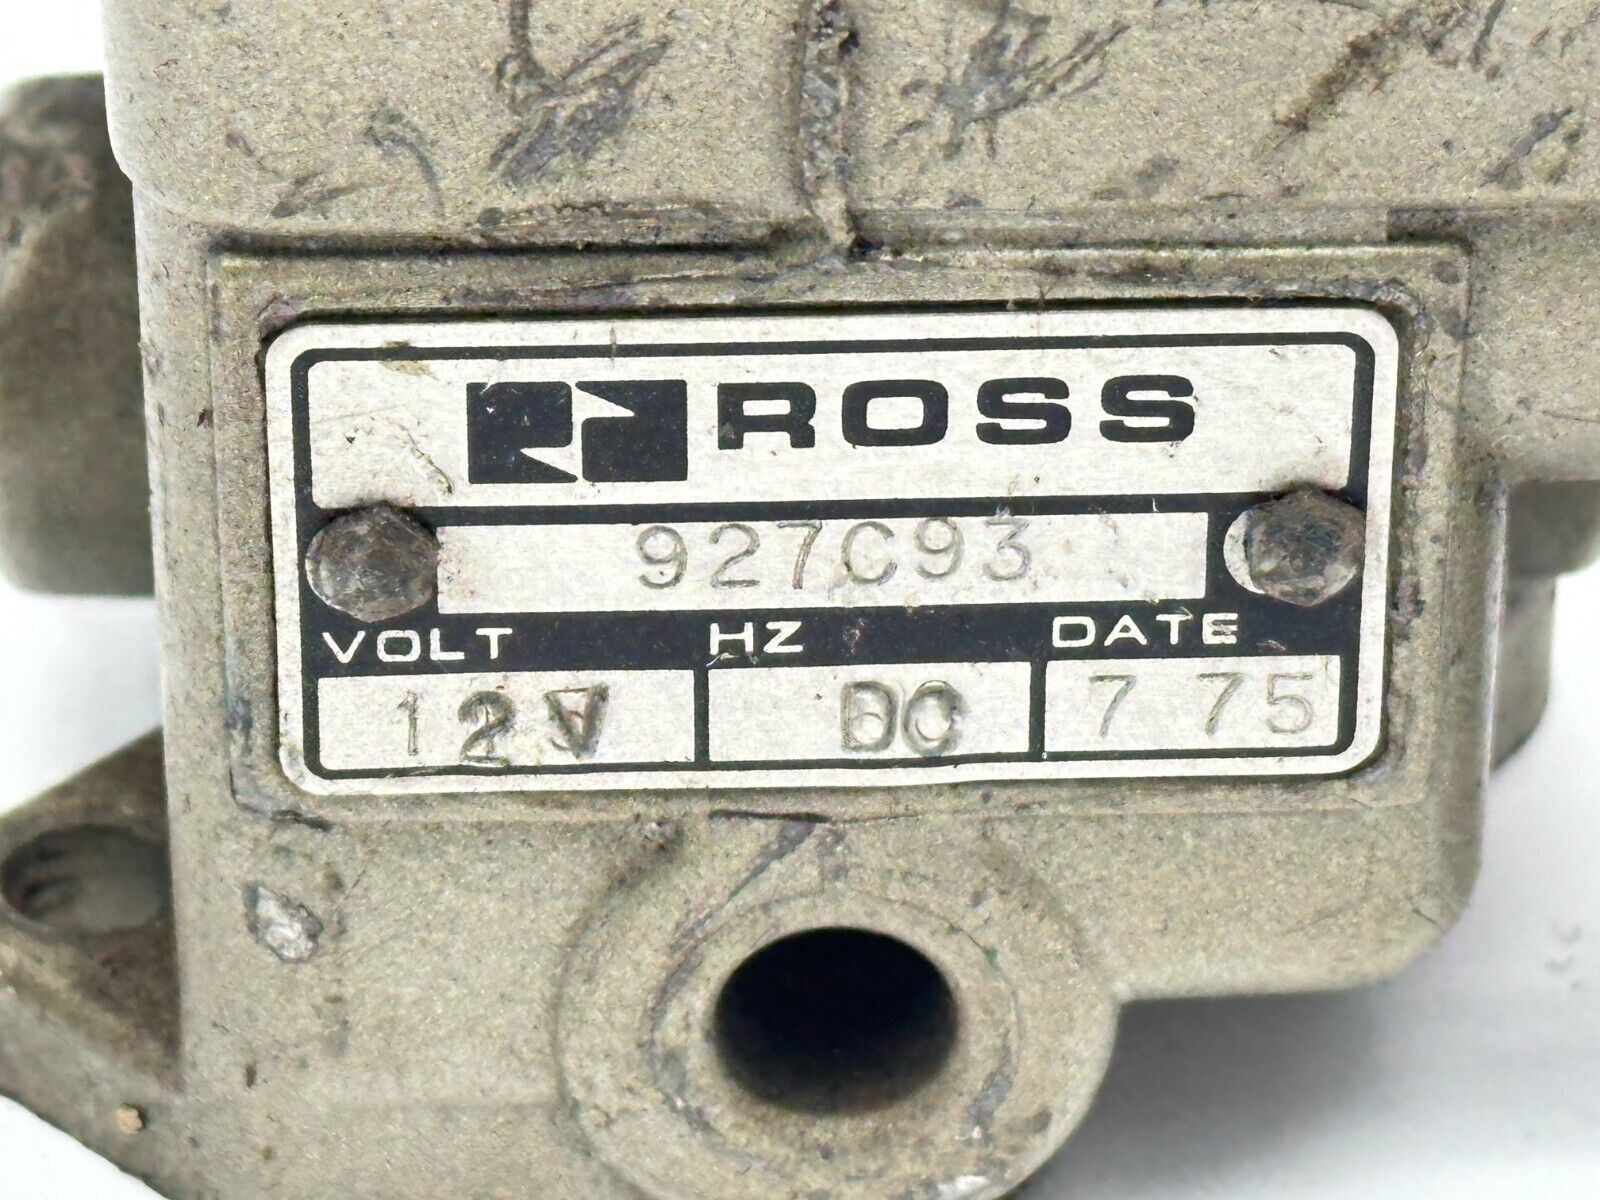 ROSS
927C93
VOLT HZ DATE
12V DC 7 75